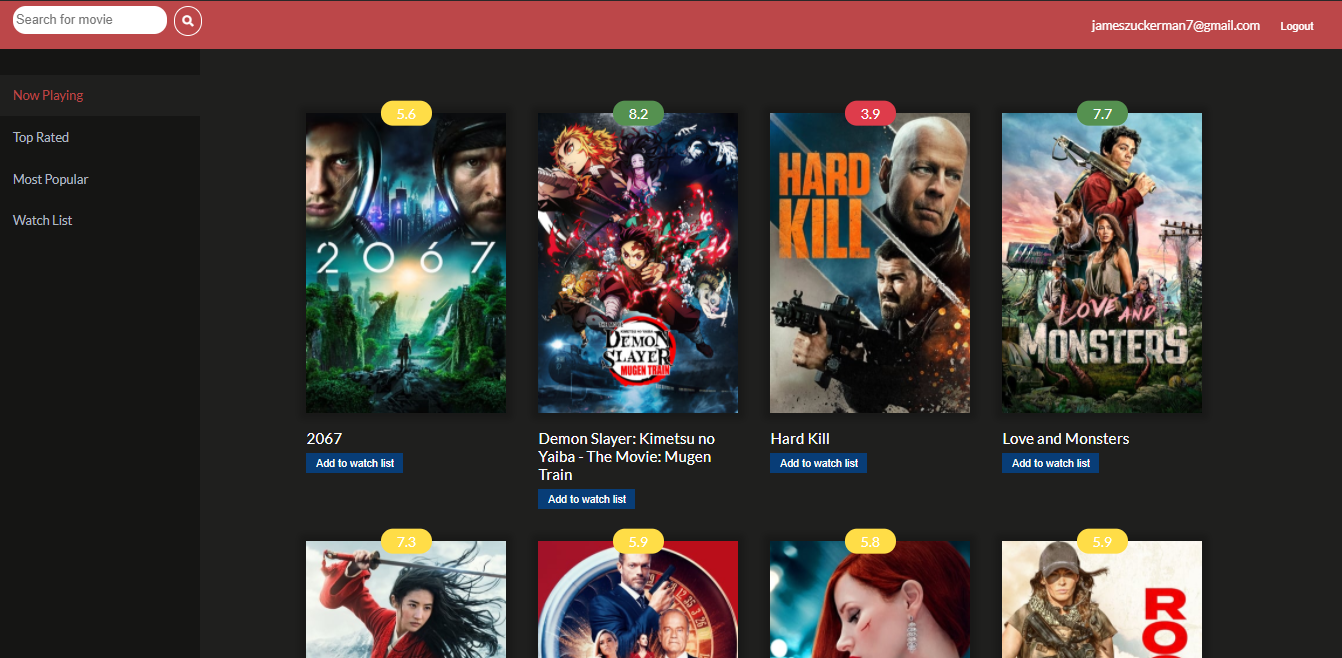 Search for movie
jameszuckerman7@gmail.com
Logout
Now Playing
Top Rated
Most Popular
Watch List
5.6
8.2
3.9
7.7
2067
KIMETSU NO YAIBA
DEMON
SLAYER
MUGEN TRAIN
HARD
KILL
LOVE AND
MONSTERS
2067
Add to watch list
Demon Slayer: Kimetsu no
Yaiba - The Movie: Mugen
Train
Add to watch list
Hard Kill
Add to watch list
Love and Monsters
Add to watch list
7.3
5.9
5.8
5.9
RO